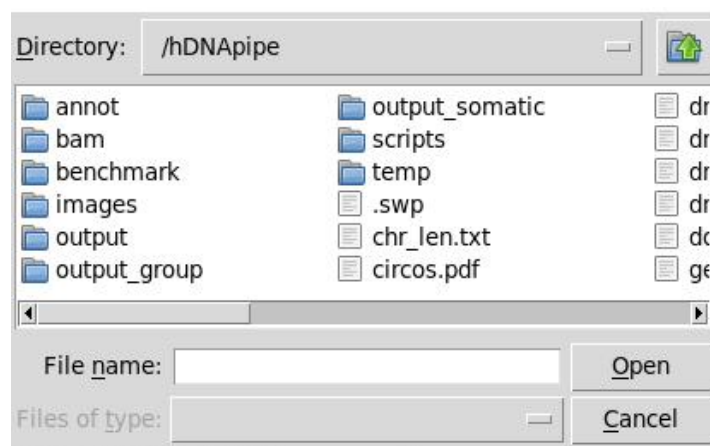 Directory: /hDNApipe
annot
bam
benchmark
images
output
output_group
output_somatic
scripts
temp
.swp
chr_len.txt
circos.pdf
File name:
Open
Files of type:
Cancel